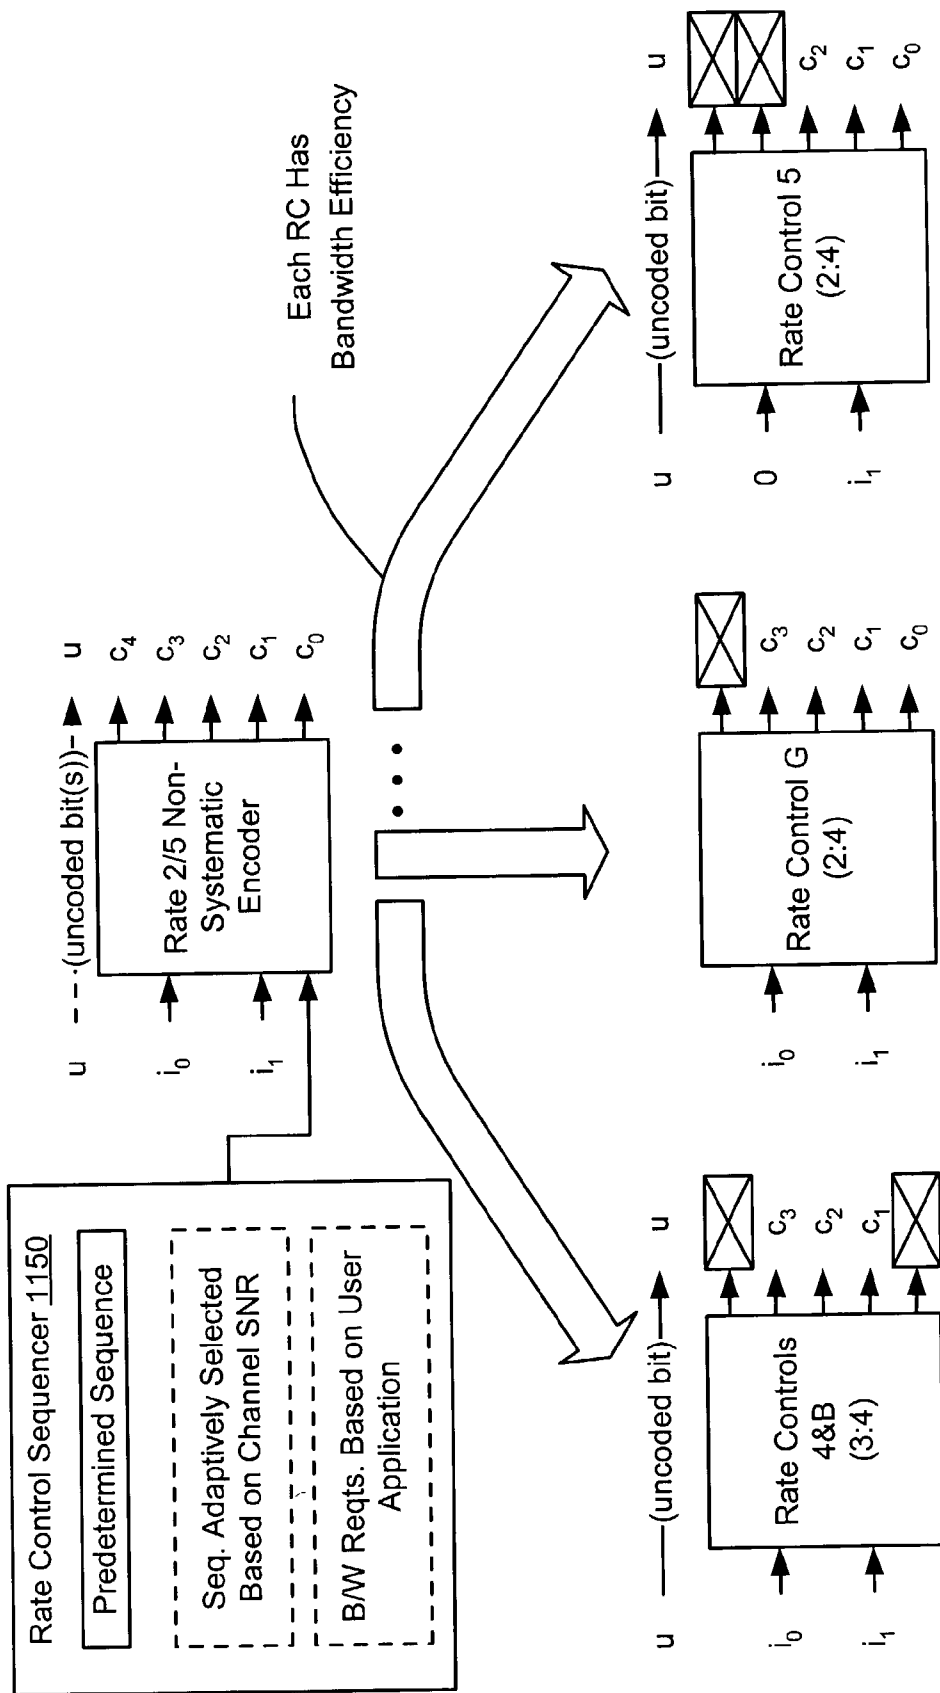 Rate Control Sequencer 1150
Predetermined Sequence
Seq. Adaptively Selected
Based on Channel SNR
B/W Reqts. Based on User
Application
u
(uncoded bit(s))
u
i0
i1
Rate 2/5 Non-
Systematic
Encoder
c4
c3
c2
c1
c0
Each RC Has
Bandwidth Efficiency
u
(uncoded bit)
u
i0
i1
Rate Controls
4&B
(3:4)
c3
c2
c1
i0
i1
Rate Control G
(2:4)
c3
c2
c1
c0
u
(uncoded bit)
u
0
i1
Rate Control 5
(2:4)
c2
c1
c0